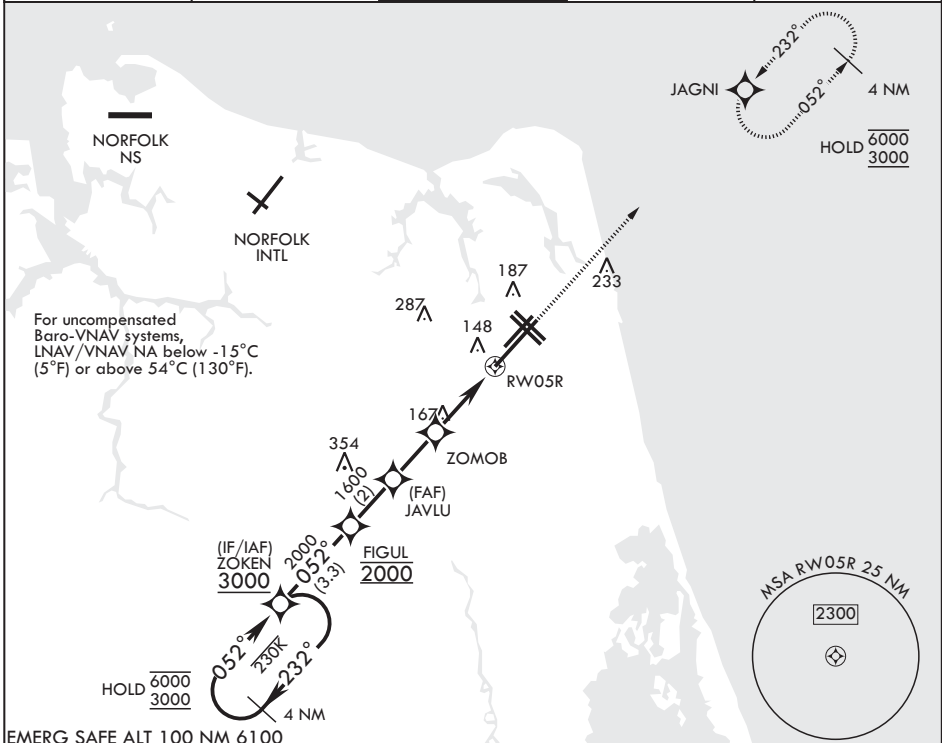 JAGNI
232°
052°
4 NM
HOLD 6000
3000
NORFOLK
NS
NORFOLK
INTL
187
233
287
148
For uncompensated
Baro-VNAV systems,
LNAV/VNAV NA below -15°C
(5°F) or above 54°C (130°F).
RW05R
167
ZOMOB
354
1600
(2)
(FAF)
JAVLU
(IF/IAF)
ZOKEN
3000
2000
052°
(3.3)
FIGUL
2000
052°
230K
232°
HOLD 6000
3000
4 NM
MSA RW05R 25 NM
2300
EMERG SAFE ALT 100 NM 6100